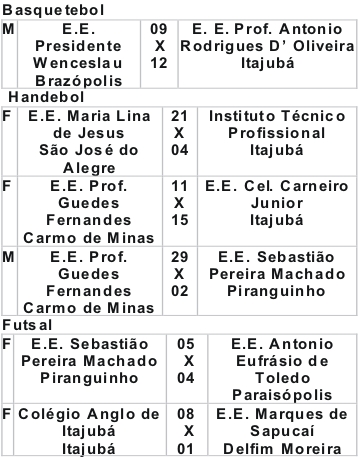 Basquetebol
M E.E. 09 E. E. Prof. Antonio
Presidente X Rodrigues D' Oliveira
Wenceslau 12 Itajubá
Brazópolis
Handebol
F E.E. Maria Lina 21 Instituto Técnico
de Jesus X Profissional
São José do 04 Itajubá
Alegre
F E.E. Prof. 11 E.E. Cel. Carneiro
Guedes X Junior
Fernandes 15 Itajubá
Carmo de Minas
M E.E. Prof. 29 E.E. Sebastião
Guedes X Pereira Machado
Fernandes 02 Piranguinho
Carmo de Minas
Futsal
F E.E. Sebastião 05 E.E. Antonio
Pereira Machado X Eufrásio de
Piranguinho 04 Toledo
Paraisópolis
F Colégio Anglo de 08 E.E. Marques de
Itajubá X Sapucaí
Itajubá 01 Delfim Moreira